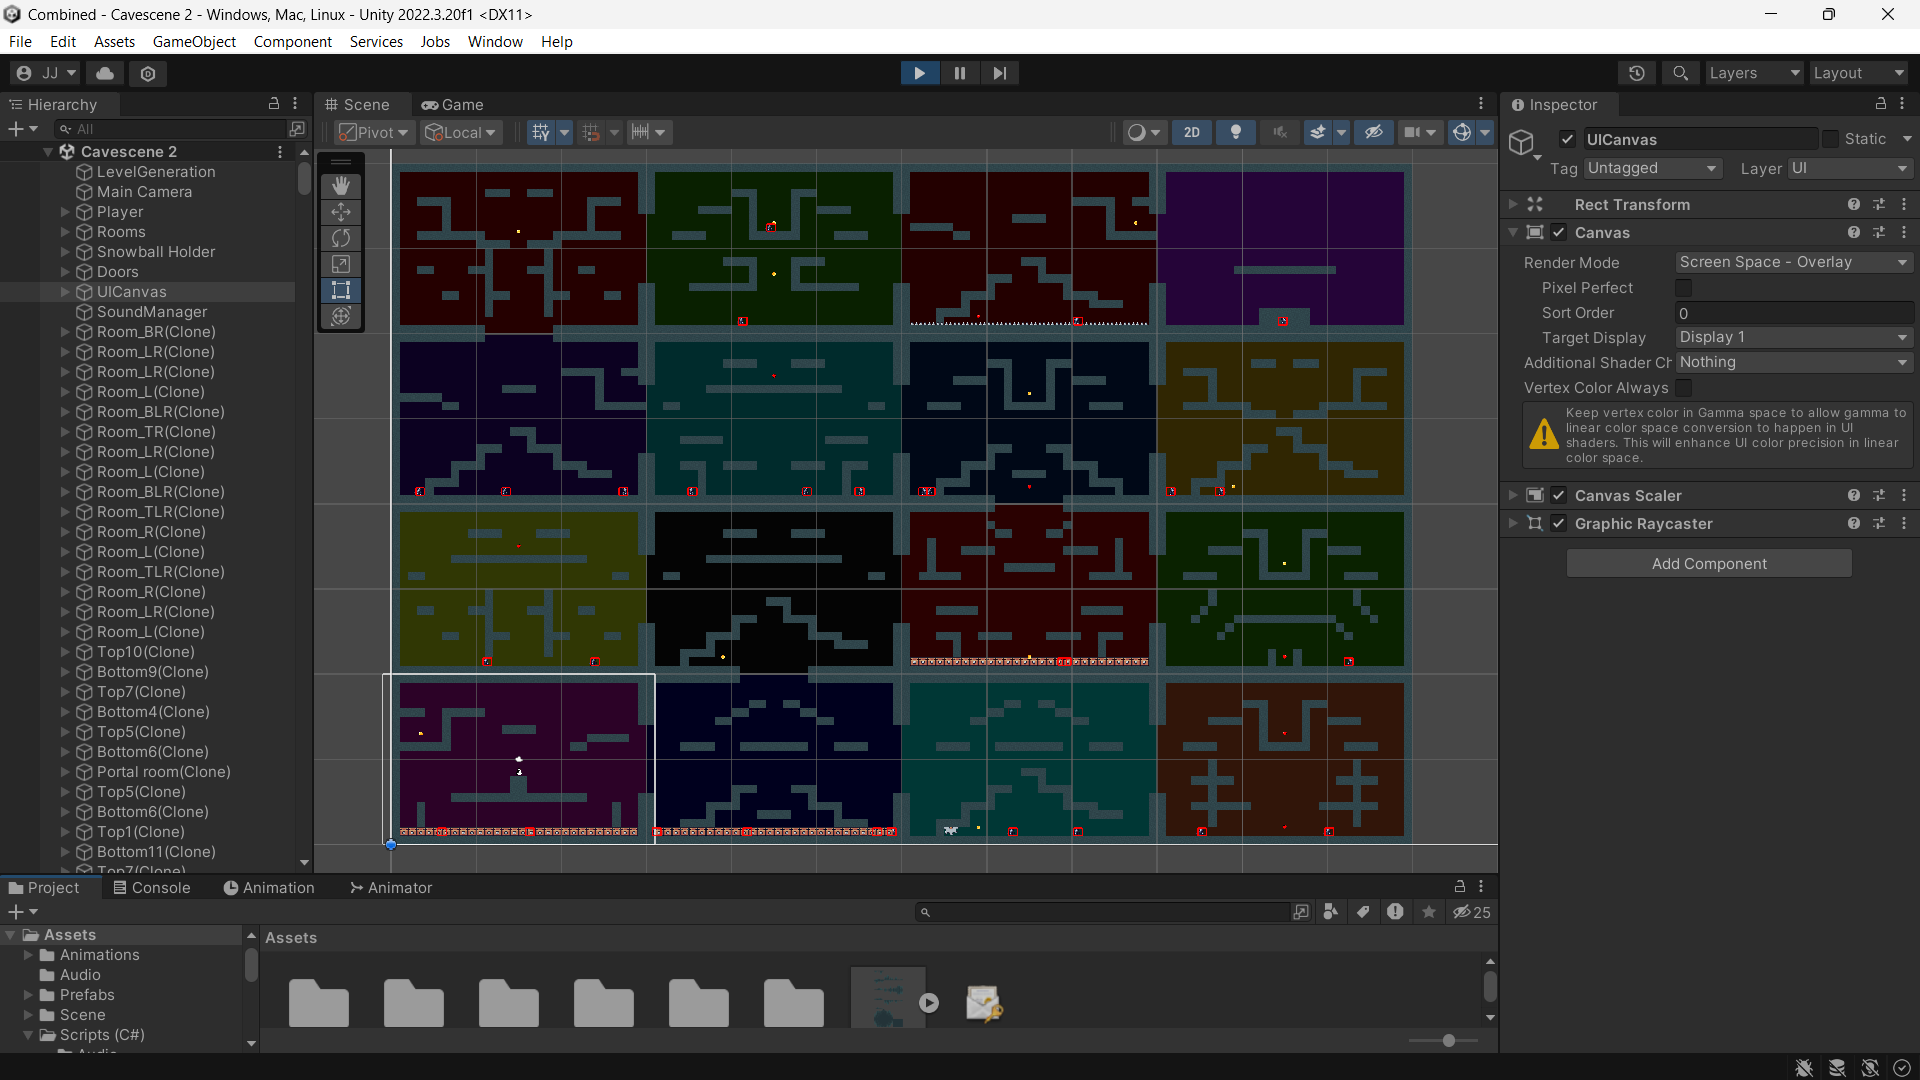 Combined - Cavescene 2 - Windows, Mac, Linux - Unity 2022.3.20f1 <DX11>
File Edit Assets GameObject Component Services Jobs Window Help
JJ
Layers
Layout
Hierarchy
All
Cavescene 2
LevelGeneration
Main Camera
Player
Rooms
Snowball Holder
Doors
UICanvas
SoundManager
Room_BR(Clone)
Room_LR(Clone)
Room_LR(Clone)
Room_L(Clone)
Room_BLR(Clone)
Room_TR(Clone)
Room_LR(Clone)
Room_L(Clone)
Room_BLR(Clone)
Room_TLR(Clone)
Room_R(Clone)
Room_L(Clone)
Room_TLR(Clone)
Room_R(Clone)
Room_LR(Clone)
Room_L(Clone)
Top10(Clone)
Bottom9(Clone)
Top7(Clone)
Bottom4(Clone)
Top5(Clone)
Bottom6(Clone)
Portal room(Clone)
Top5(Clone)
Bottom6(Clone)
Top1(Clone)
Bottom11(Clone)
Top7(Clone)
Scene Game
Pivot Local
2D
Inspector
UICanvas Static
Tag Untagged Layer UI
Rect Transform
Canvas
Render Mode Screen Space - Overlay
Pixel Perfect
Sort Order 0
Target Display Display 1
Additional Shader Ch Nothing
Vertex Color Always
Keep vertex color in Gamma space to allow gamma to
linear color space conversion to happen in UI
shaders. This will enhance UI color precision in linear
color space.
Canvas Scaler
Graphic Raycaster
Add Component
Project Console Animation Animator
25
Assets
Animations
Audio
Prefabs
Scene
Scripts (C#)
Audio
Assets